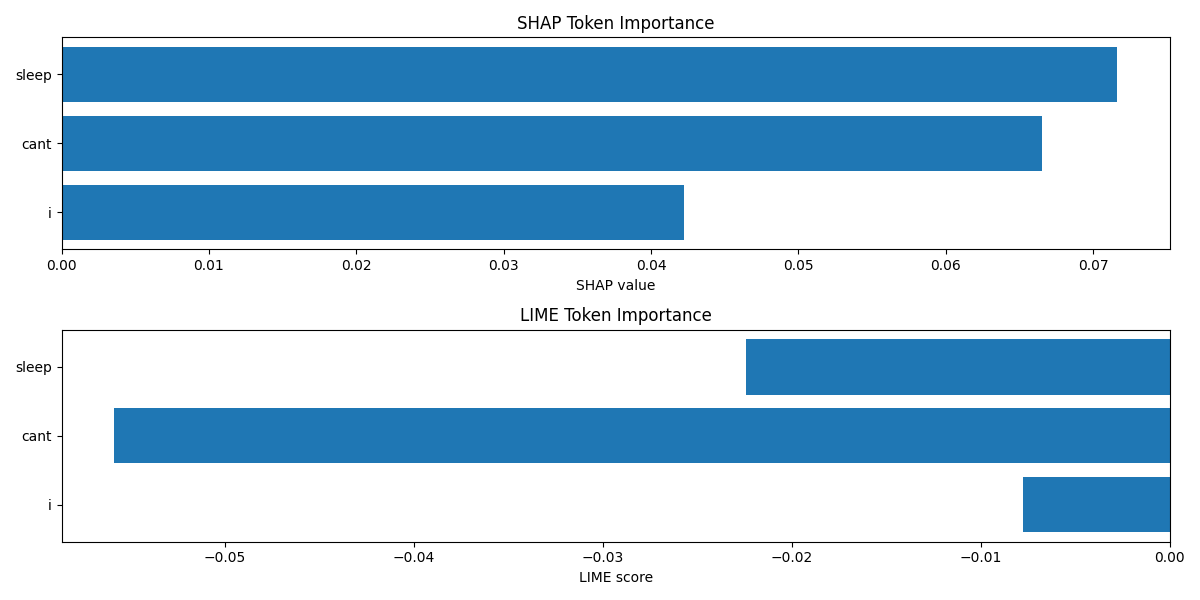 SHAP Token Importance
sleep
cant
i
0.00 0.01 0.02 0.03 0.04 0.05 0.06 0.07
SHAP value
LIME Token Importance
sleep
cant
i
−0.05 −0.04 −0.03 −0.02 −0.01 0.00
LIME score